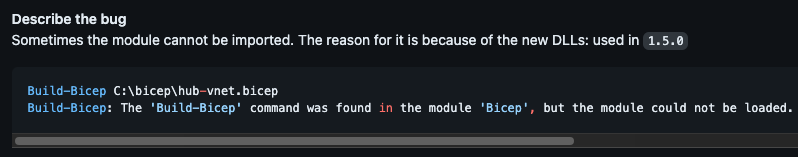 Describe the bug
Sometimes the module cannot be imported. The reason for it is because of the new DLLs: used in 1.5.0
Build-Bicep C:\bicep\hub-vnet.bicep
Build-Bicep: The 'Build-Bicep' command was found in the module 'Bicep', but the module could not be loaded.